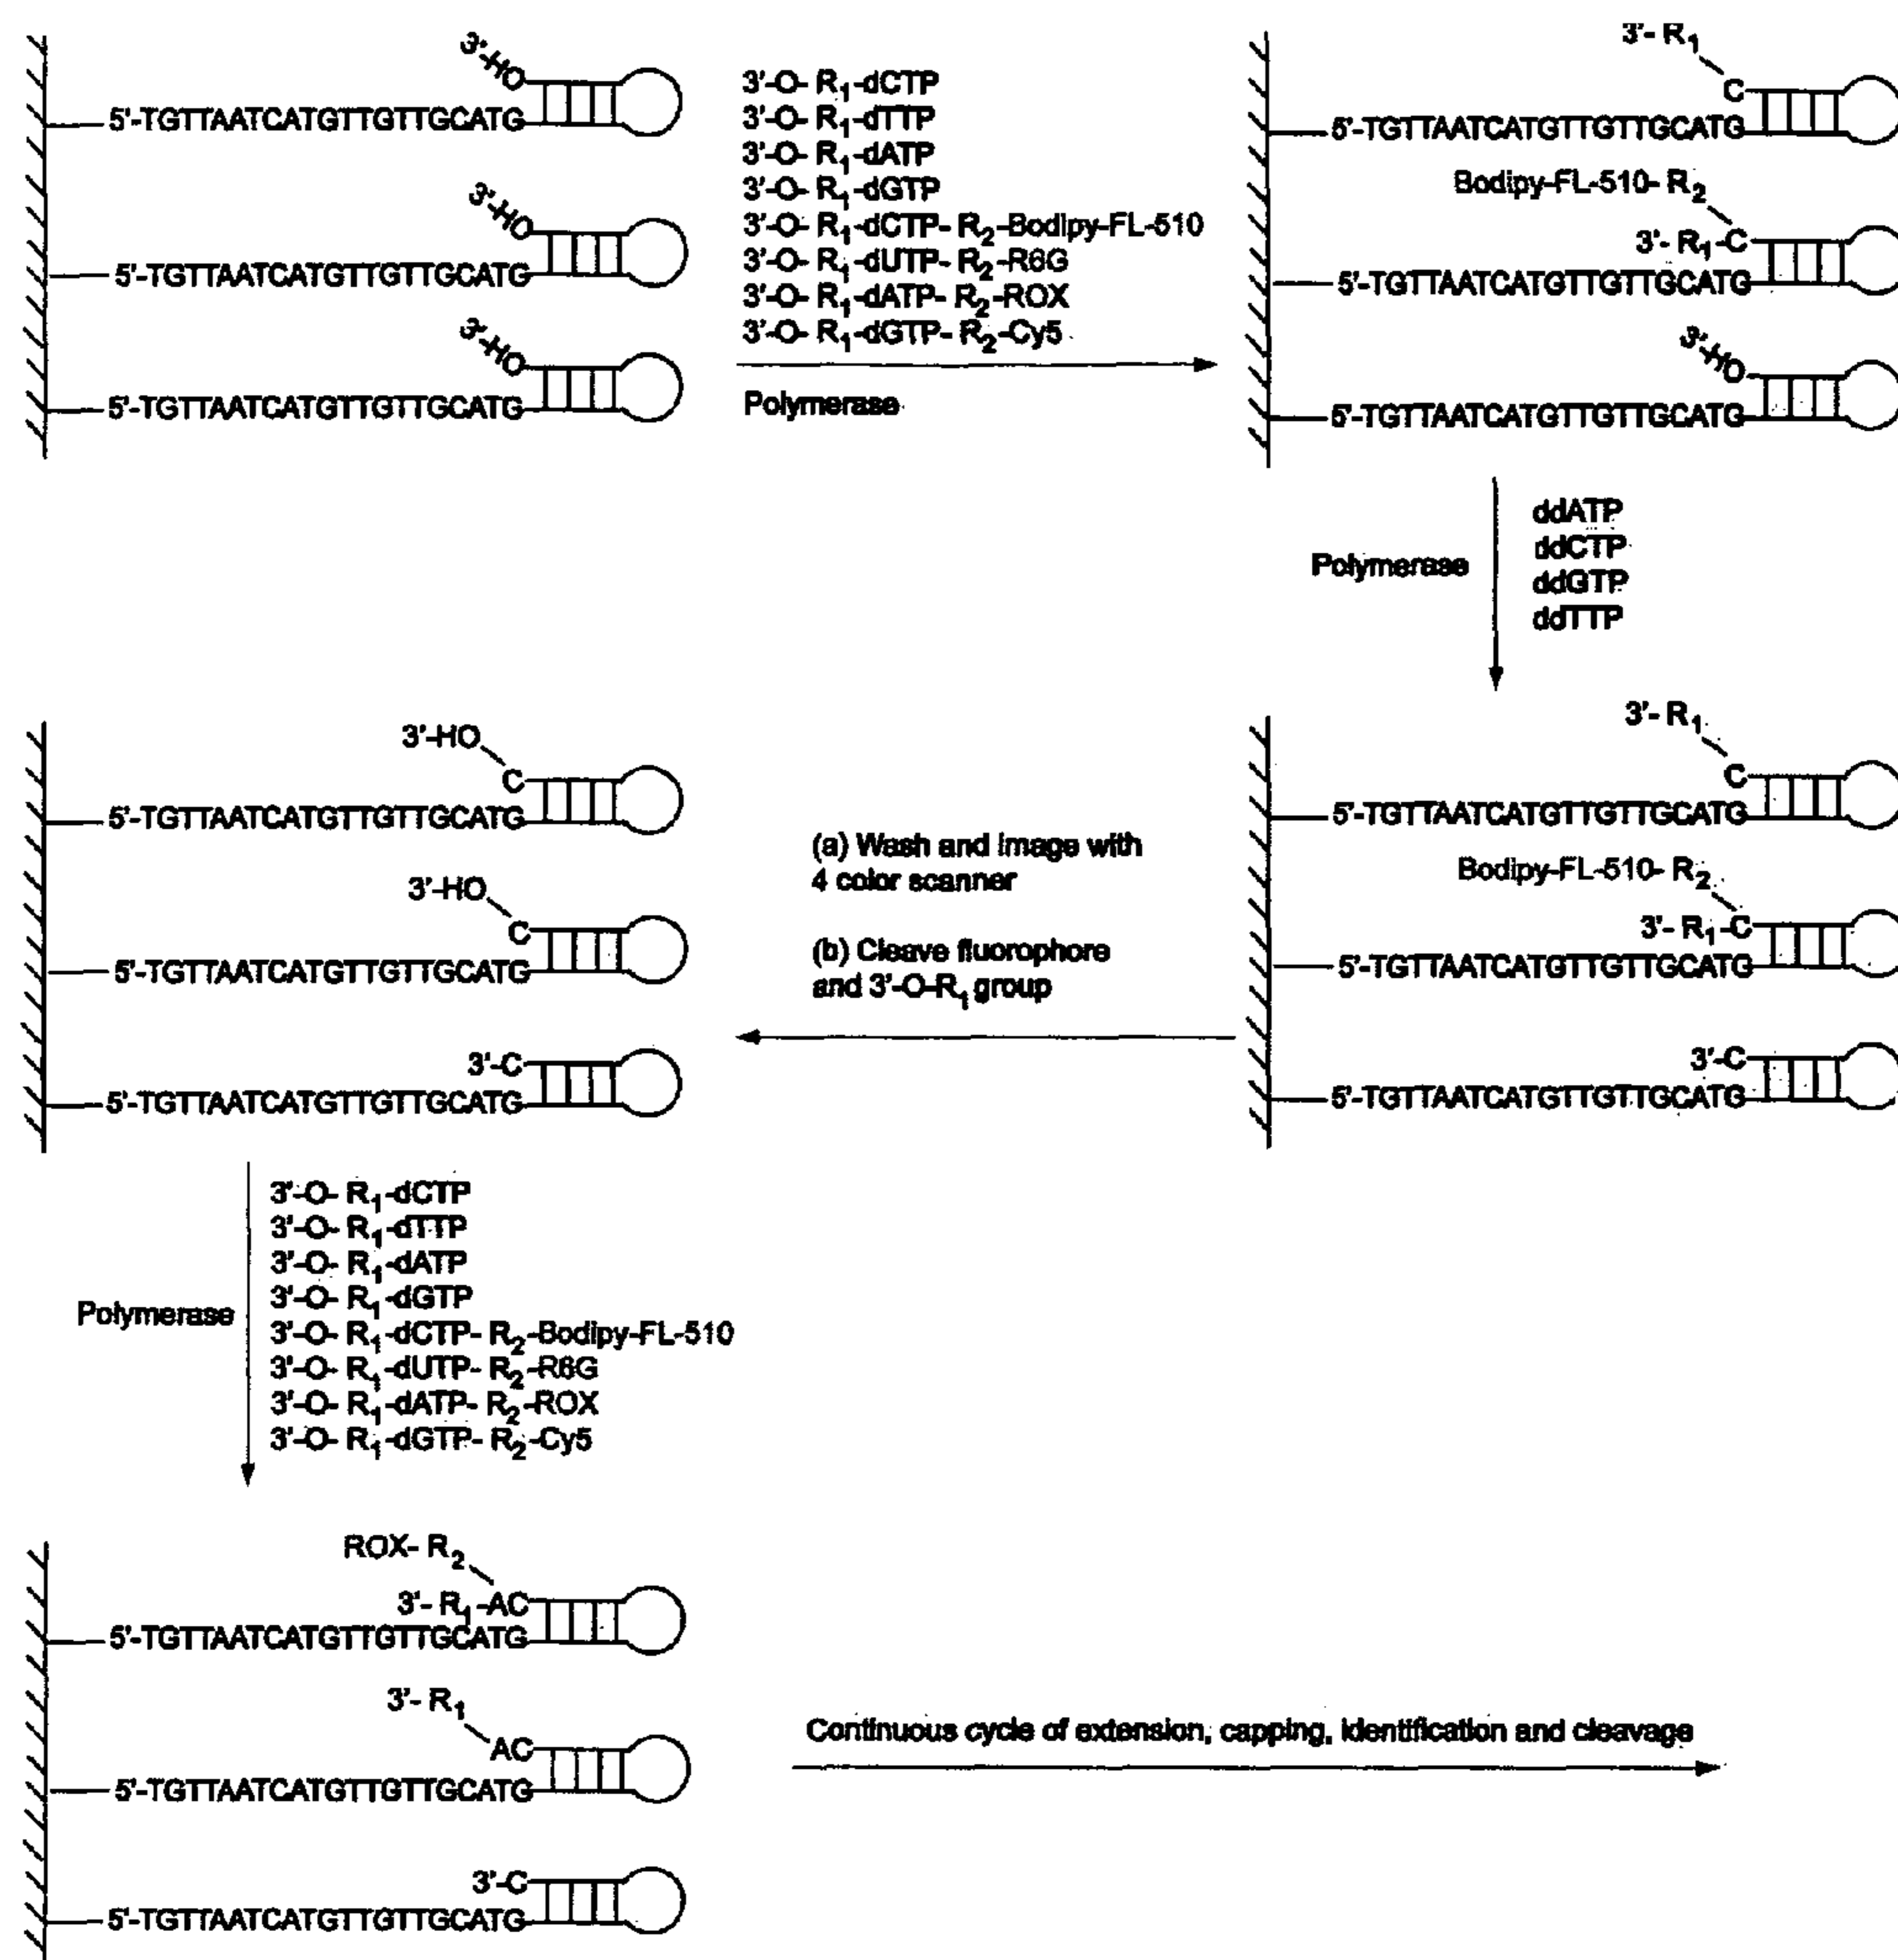 3'-HO
5'-TGTTAATCATGTTGTTGCATG
3'-HO
5'-TGTTAATCATGTTGTTGCATG
3'-HO
5'-TGTTAATCATGTTGTTGCATG
3'-O- R1-dCTP
3'-O- R1-dTTP
3'-O- R1-dATP
3'-O- R1-dGTP
3'-O- R1-dCTP- R2-Bodipy-FL-510
3'-O- R1-dUTP- R2-R6G
3'-O- R1-dATP- R2-ROX
3'-O- R1-dGTP- R2-Cy5
Polymerase
3'- R1
C
5'-TGTTAATCATGTTGTTGCATG
Bodipy-FL-510- R2
3'- R1-C
5'-TGTTAATCATGTTGTTGCATG
3'-HO
5'-TGTTAATCATGTTGTTGCATG
Polymerase
ddATP
ddCTP
ddGTP
ddTTP
3'- R1
C
5'-TGTTAATCATGTTGTTGCATG
Bodipy-FL-510- R2
3'- R1-C
5'-TGTTAATCATGTTGTTGCATG
3'-C
5'-TGTTAATCATGTTGTTGCATG
(a) Wash and image with
4 color scanner
(b) Cleave fluorophore
and 3'-O-R1 group
3'-HO
C
5'-TGTTAATCATGTTGTTGCATG
3'-HO
C
5'-TGTTAATCATGTTGTTGCATG
3'-C
5'-TGTTAATCATGTTGTTGCATG
Polymerase
3'-O- R1-dCTP
3'-O- R1-dTTP
3'-O- R1-dATP
3'-O- R1-dGTP
3'-O- R1-dCTP- R2-Bodipy-FL-510
3'-O- R1-dUTP- R2-R6G
3'-O- R1-dATP- R2-ROX
3'-O- R1-dGTP- R2-Cy5
ROX- R2
3'- R1-AC
5'-TGTTAATCATGTTGTTGCATG
3'- R1
AC
5'-TGTTAATCATGTTGTTGCATG
3'-C
5'-TGTTAATCATGTTGTTGCATG
Continuous cycle of extension, capping, identification and cleavage